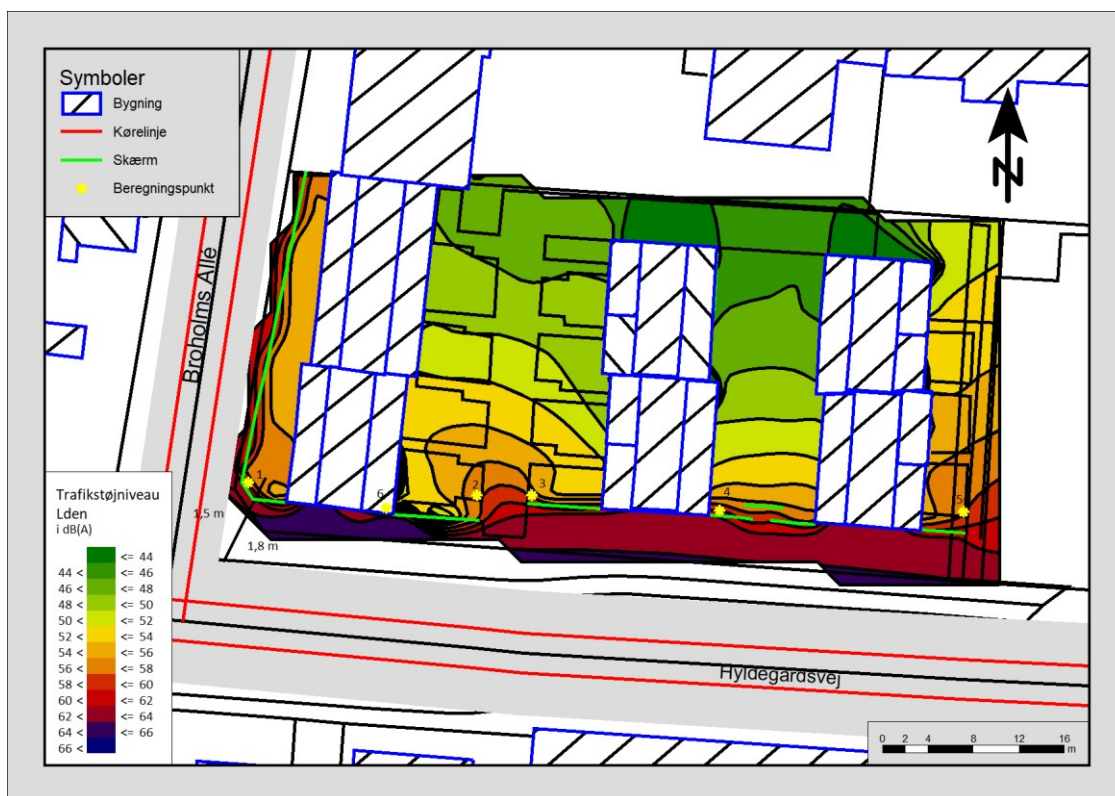 Symboler
Bygning
Kørelinje
Skærm
Beregningspunkt
N
Broholms Alle
1
2
3
4
5
6
1,5 m
1,8 m
Hyldegardsvej
Trafikstøjniveau
Lden
i dB(A)
<= 44
44 < <= 46
46 < <= 48
48 < <= 50
50 < <= 52
52 < <= 54
54 < <= 56
56 < <= 58
58 < <= 60
60 < <= 62
62 < <= 64
64 < <= 66
66 <
0 2 4 8 12 16
m